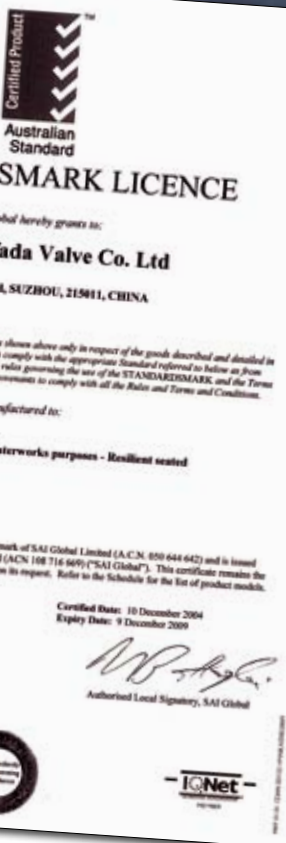 Certified Product
TM
Australian
Standard
SMARK LICENCE
obal hereby grants to:
ada Valve Co. Ltd
d, SUZHOU, 215011, CHINA
s shown above only in respect of the goods described and detailed in
comply with the appropriate Standard referred to below as from
rules governing the use of the STANDARDSMARK and the Terms
ovenants to comply with all the Rules and Terms and Conditions.
ufactured to:
aterworks purposes - Resilient seated
mark of SAI Global Limited (A.C.N. 050 644 642) and is issued
d (ACN 108 716 669) ("SAI Global"). This certificate remains the
on its request. Refer to the Schedule for the list of product models.
Certified Date: 10 December 2004
Expiry Date: 9 December 2009
Authorised Local Signatory, SAI Global
IQNet